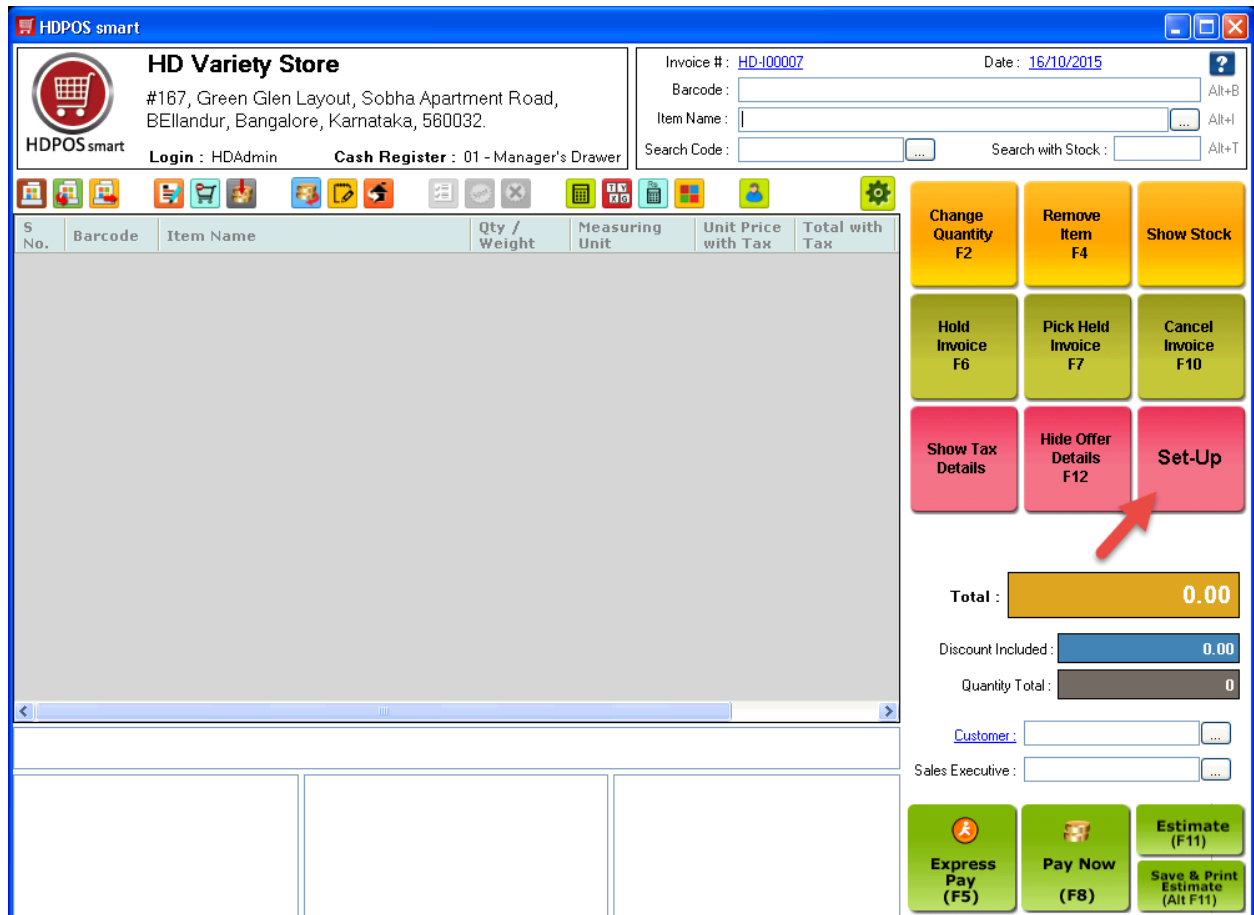 HDPOS smart
HD Variety Store
#167, Green Glen Layout, Sobha Apartment Road,
BEllandur, Bangalore, Karnataka, 560032.
HDPOS smart
Login : HDAdmin Cash Register : 01 - Manager's Drawer
Invoice # : HD-I00007 Date : 16/10/2015 ?
Barcode : Alt+B
Item Name : ... Alt+I
Search Code : ... Search with Stock : Alt+T
S No. Barcode Item Name Qty / Weight Measuring Unit Unit Price with Tax Total with Tax
Change
Quantity
F2
Remove
Item
F4
Show Stock
Hold
Invoice
F6
Pick Held
Invoice
F7
Cancel
Invoice
F10
Show Tax
Details
Hide Offer
Details
F12
Set-Up
Total : 0.00
Discount Included : 0.00
Quantity Total : 0
Customer : ...
Sales Executive : ...
Express
Pay
(F5)
Pay Now
(F8)
Estimate
(F11)
Save & Print
Estimate
(Alt F11)